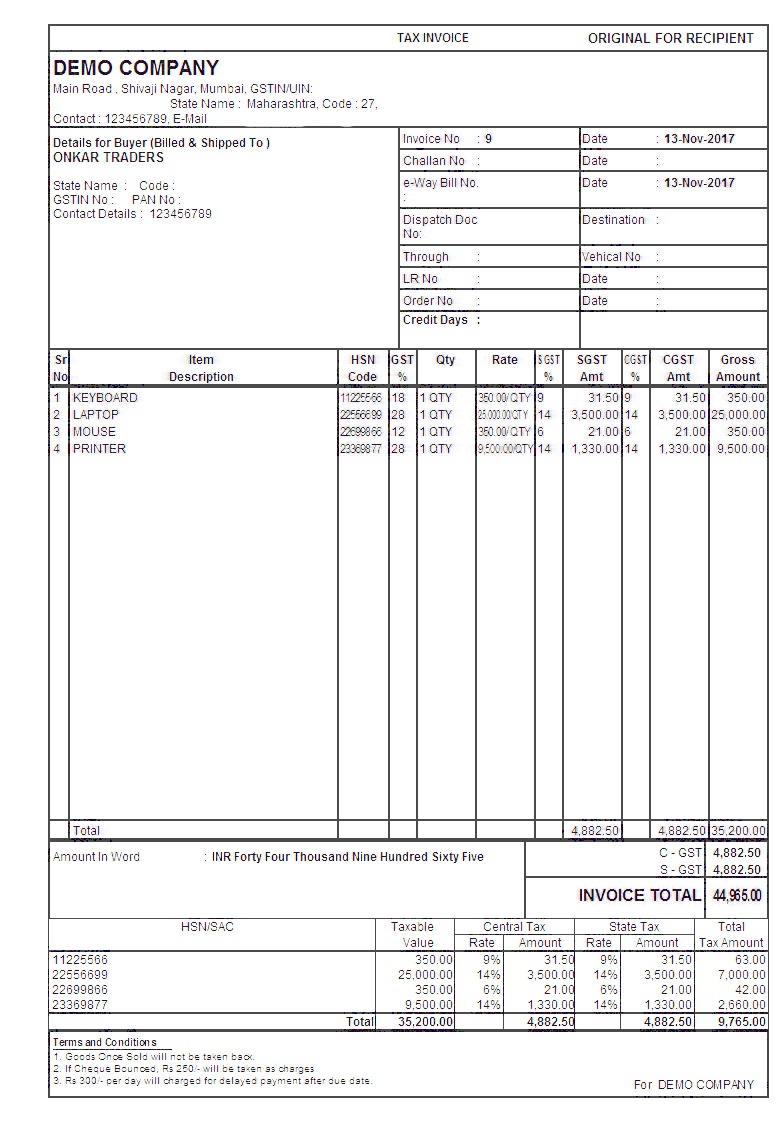 TAX INVOICE ORIGINAL FOR RECIPIENT
DEMO COMPANY
Main Road , Shivaji Nagar, Mumbai, GSTIN/UIN:
State Name : Maharashtra, Code : 27,
Contact : 123456789, E-Mail
Details for Buyer (Billed & Shipped To )
ONKAR TRADERS
State Name : Code :
GSTIN No : PAN No :
Contact Details : 123456789
Invoice No : 9 Date : 13-Nov-2017
Challan No : Date :
e-Way Bill No. Date : 13-Nov-2017
:
Dispatch Doc Destination :
No:
Through : Vehical No :
LR No : Date :
Order No : Date :
Credit Days :
Sr Item HSN GST Qty Rate SGST SGST CGST CGST Gross
No Description Code % % Amt % Amt Amount
1 KEYBOARD 11225566 18 1 QTY 350.00/QTY 9 31.50 9 31.50 350.00
2 LAPTOP 22556699 28 1 QTY 25,000.00/QTY 14 3,500.00 14 3,500.00 25,000.00
3 MOUSE 22699866 12 1 QTY 350.00/QTY 6 21.00 6 21.00 350.00
4 PRINTER 23369877 28 1 QTY 9,500.00/QTY 14 1,330.00 14 1,330.00 9,500.00
Total 4,882.50 4,882.50 35,200.00
Amount In Word : INR Forty Four Thousand Nine Hundred Sixty Five
C - GST 4,882.50
S - GST 4,882.50
INVOICE TOTAL 44,965.00
HSN/SAC Taxable Central Tax State Tax Total
Value Rate Amount Rate Amount Tax Amount
11225566 350.00 9% 31.50 9% 31.50 63.00
22556699 25,000.00 14% 3,500.00 14% 3,500.00 7,000.00
22699866 350.00 6% 21.00 6% 21.00 42.00
23369877 9,500.00 14% 1,330.00 14% 1,330.00 2,660.00
Total 35,200.00 4,882.50 4,882.50 9,765.00
Terms and Conditions
1. Goods Once Sold will not be taken back.
2. If Cheque Bounced, Rs 250/- will be taken as charges
3. Rs 300/- per day will charged for delayed payment after due date.
For DEMO COMPANY